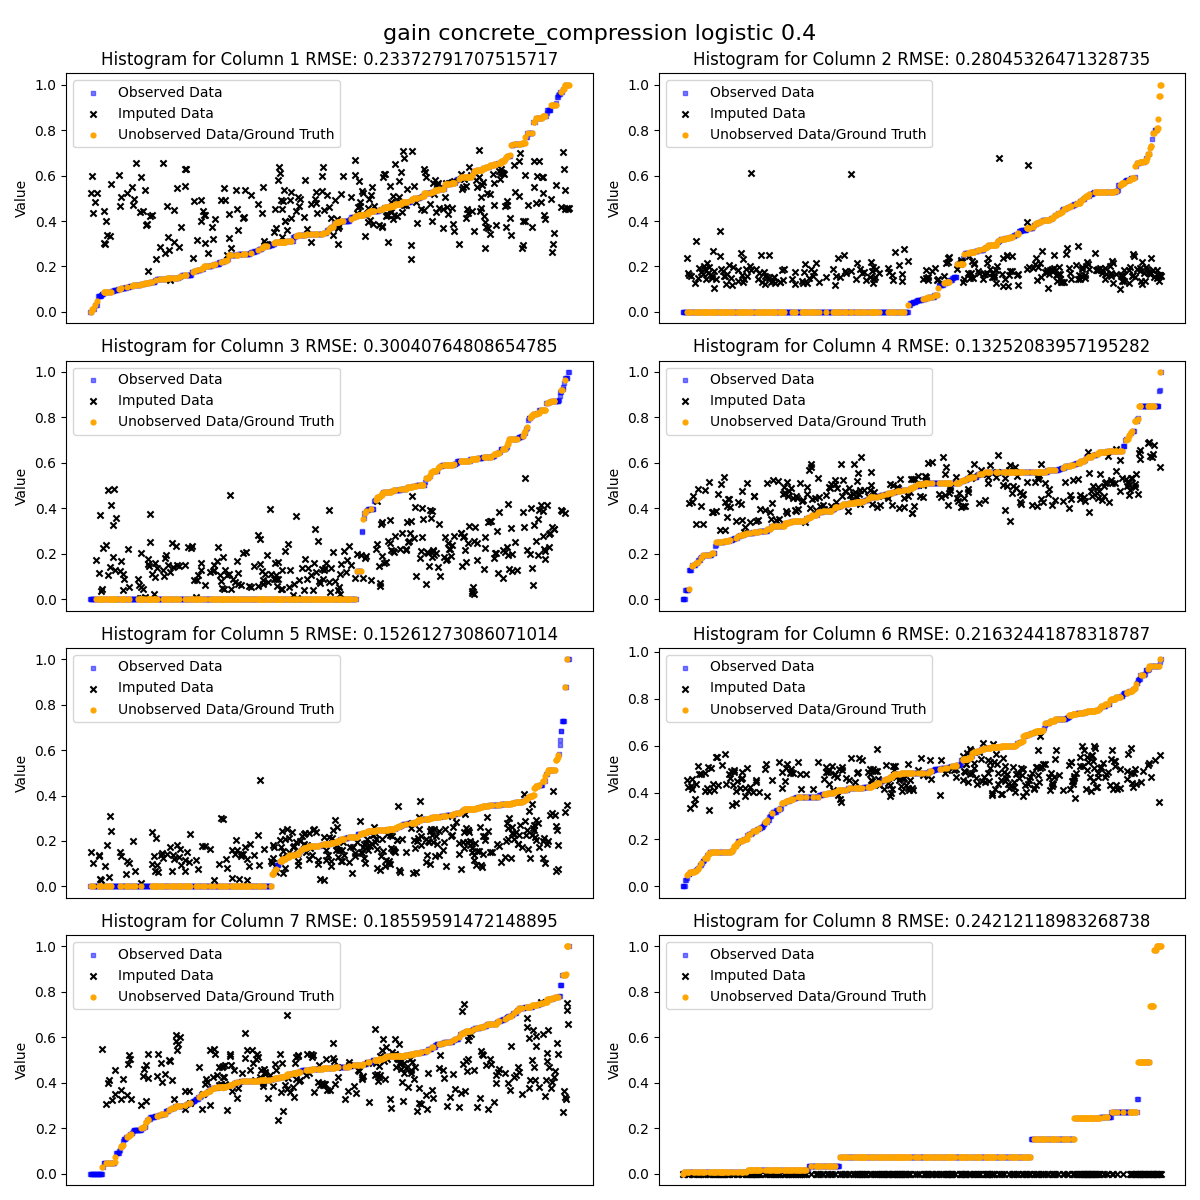 gain concrete_compression logistic 0.4
Histogram for Column 1 RMSE: 0.23372791707515717
Value
1.0
0.8
0.6
0.4
0.2
0.0
Observed Data
Imputed Data
Unobserved Data/Ground Truth
Histogram for Column 2 RMSE: 0.28045326471328735
Value
1.0
0.8
0.6
0.4
0.2
0.0
Observed Data
Imputed Data
Unobserved Data/Ground Truth
Histogram for Column 3 RMSE: 0.30040764808654785
Value
1.0
0.8
0.6
0.4
0.2
0.0
Observed Data
Imputed Data
Unobserved Data/Ground Truth
Histogram for Column 4 RMSE: 0.13252083957195282
Value
1.0
0.8
0.6
0.4
0.2
0.0
Observed Data
Imputed Data
Unobserved Data/Ground Truth
Histogram for Column 5 RMSE: 0.15261273086071014
Value
1.0
0.8
0.6
0.4
0.2
0.0
Observed Data
Imputed Data
Unobserved Data/Ground Truth
Histogram for Column 6 RMSE: 0.21632441878318787
Value
1.0
0.8
0.6
0.4
0.2
0.0
Observed Data
Imputed Data
Unobserved Data/Ground Truth
Histogram for Column 7 RMSE: 0.18559591472148895
Value
1.0
0.8
0.6
0.4
0.2
0.0
Observed Data
Imputed Data
Unobserved Data/Ground Truth
Histogram for Column 8 RMSE: 0.24212118983268738
Value
1.0
0.8
0.6
0.4
0.2
0.0
Observed Data
Imputed Data
Unobserved Data/Ground Truth